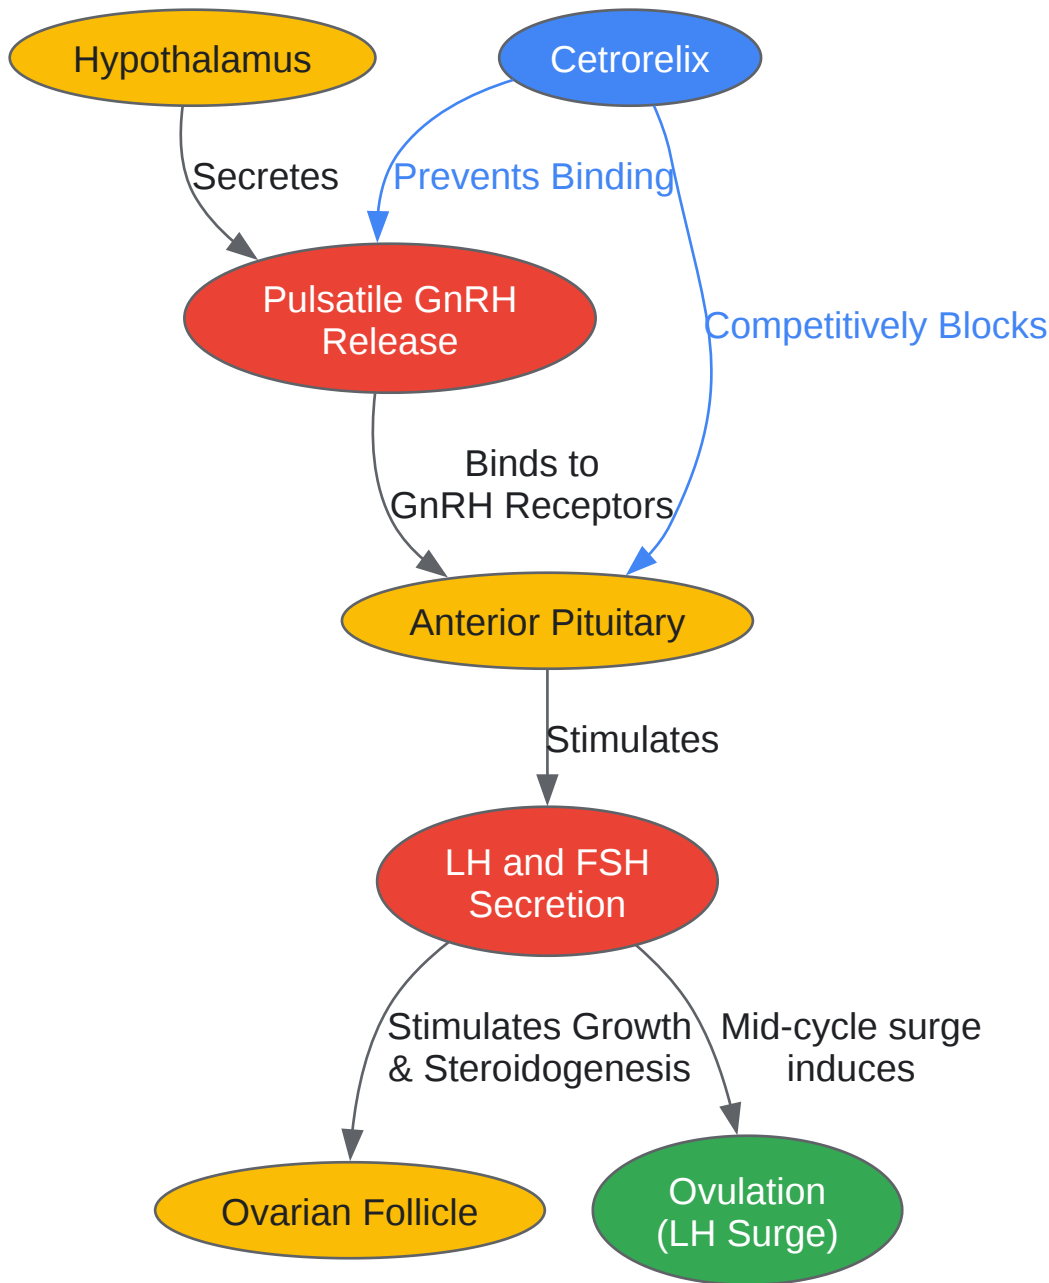 Hypothalamus
Cetrorelix
Secretes
Prevents Binding
Pulsatile GnRH
Release
Competitively Blocks
Binds to
GnRH Receptors
Anterior Pituitary
Stimulates
LH and FSH
Secretion
Stimulates Growth
& Steroidogenesis
Mid-cycle surge
induces
Ovarian Follicle
Ovulation
(LH Surge)